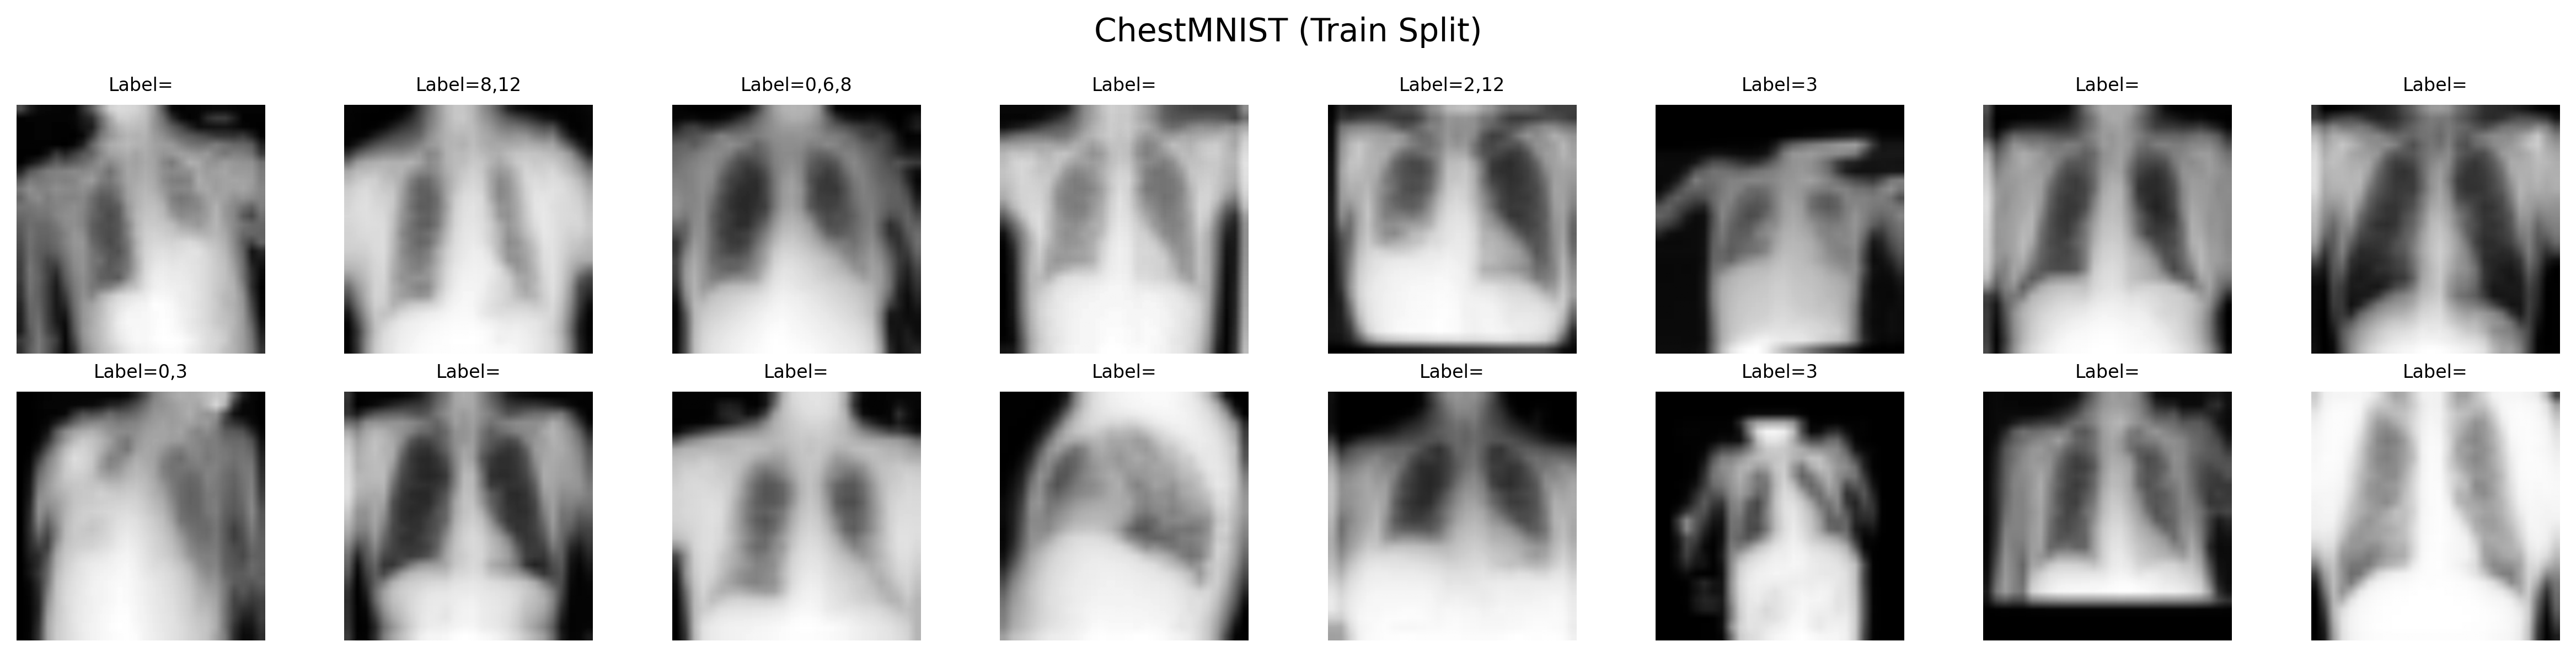 ChestMNIST (Train Split)
Label= Label=8,12 Label=0,6,8 Label= Label=2,12 Label=3 Label= Label=
Label=0,3 Label= Label= Label= Label= Label=3 Label= Label=